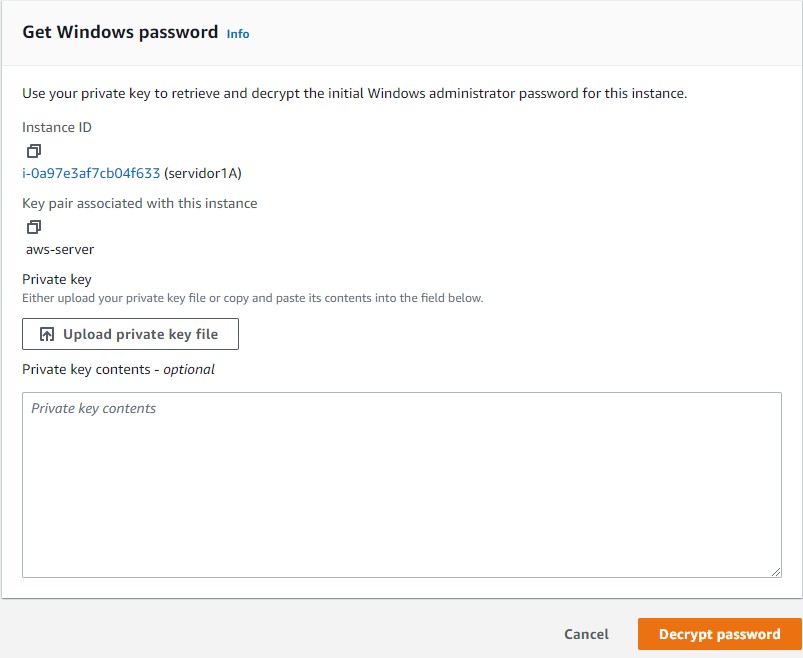 Get Windows password Info
Use your private key to retrieve and decrypt the initial Windows administrator password for this instance.
Instance ID
i-0a97e3af7cb04f633 (servidor1A)
Key pair associated with this instance
aws-server
Private key
Either upload your private key file or copy and paste its contents into the field below.
Upload private key file
Private key contents - optional
Private key contents
Cancel Decrypt password